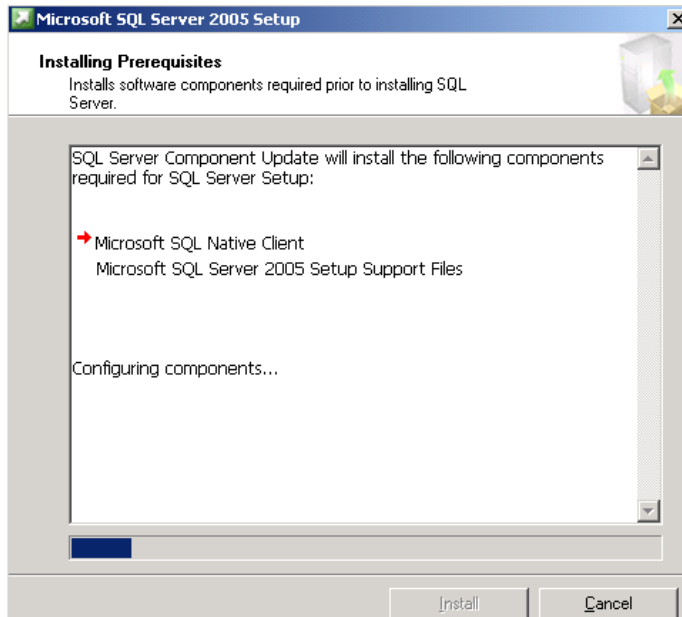 Microsoft SQL Server 2005 Setup
Installing Prerequisites
Installs software components required prior to installing SQL
Server.
SQL Server Component Update will install the following components
required for SQL Server Setup:
Microsoft SQL Native Client
Microsoft SQL Server 2005 Setup Support Files
Configuring components...
Install
Cancel